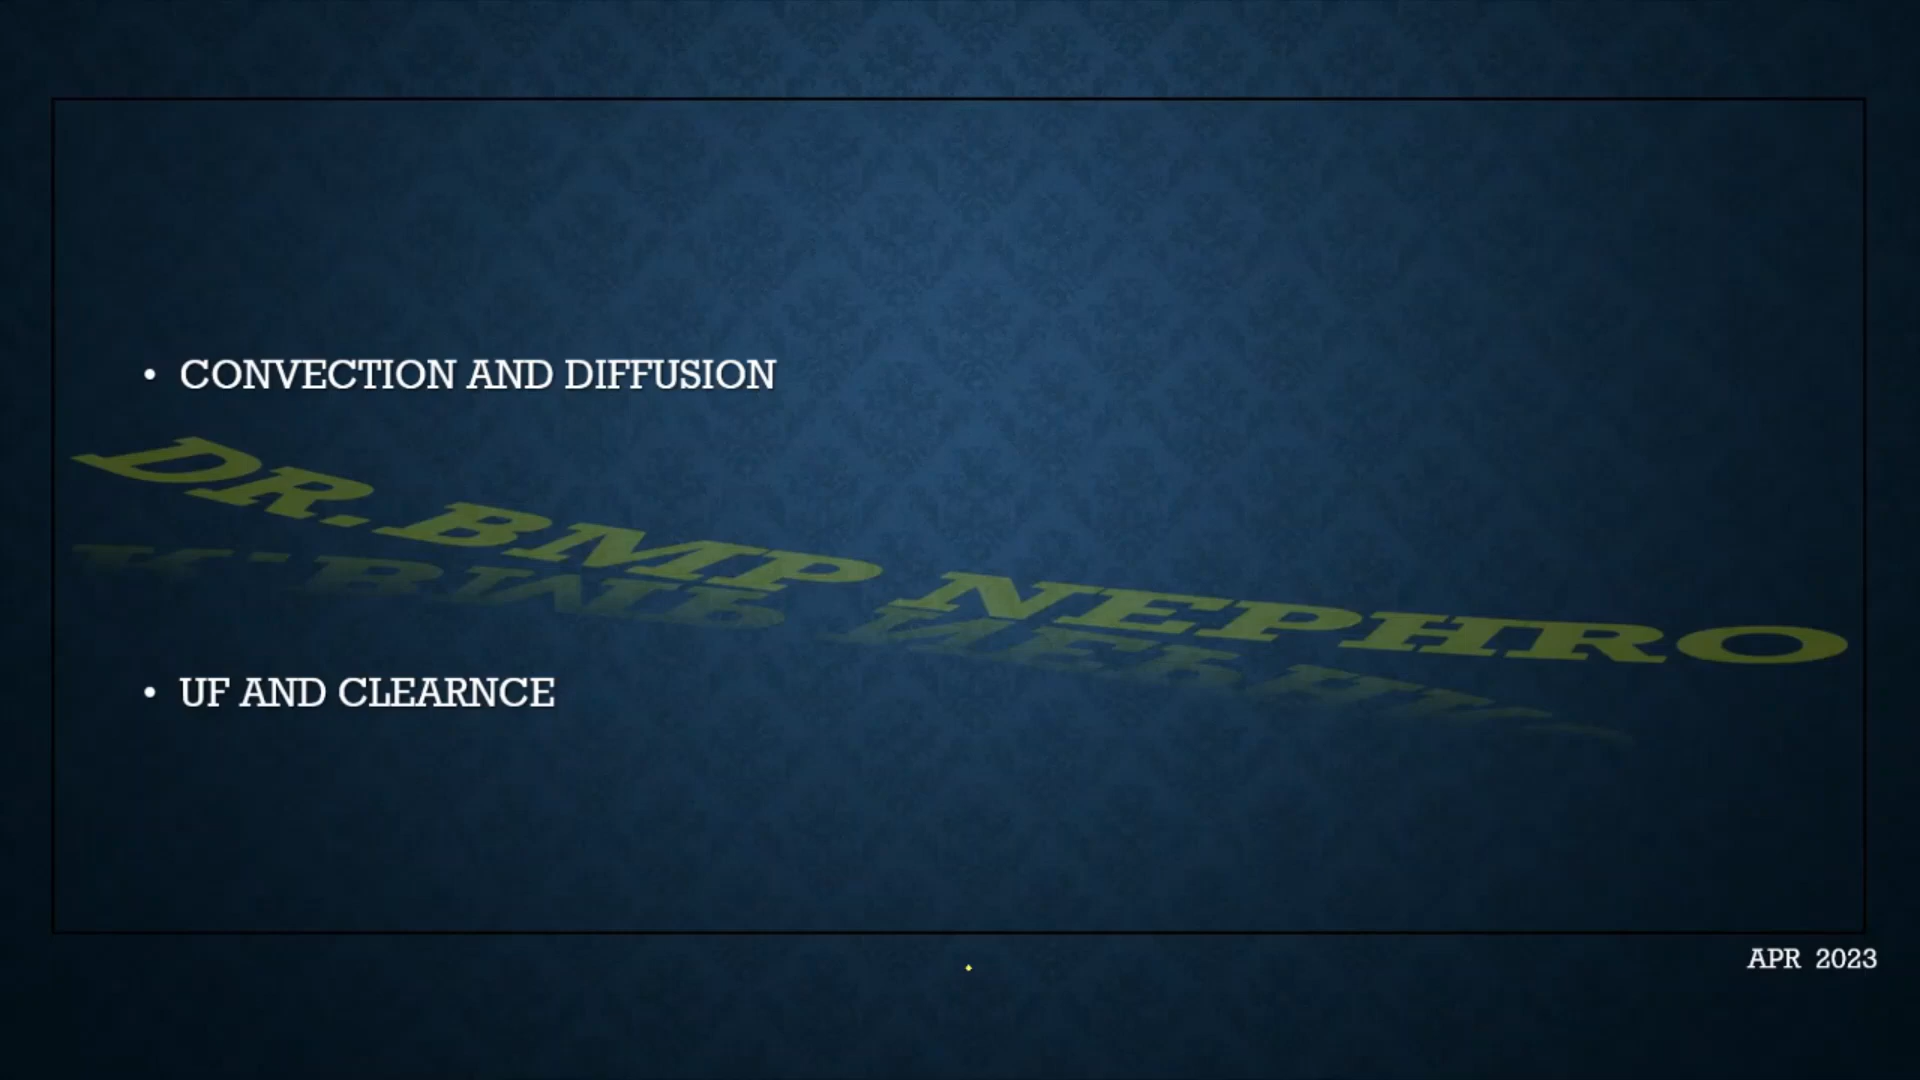 • CONVECTION AND DIFFUSION
DR.BMP NEPHRO
• UF AND CLEARNCE
APR 2023